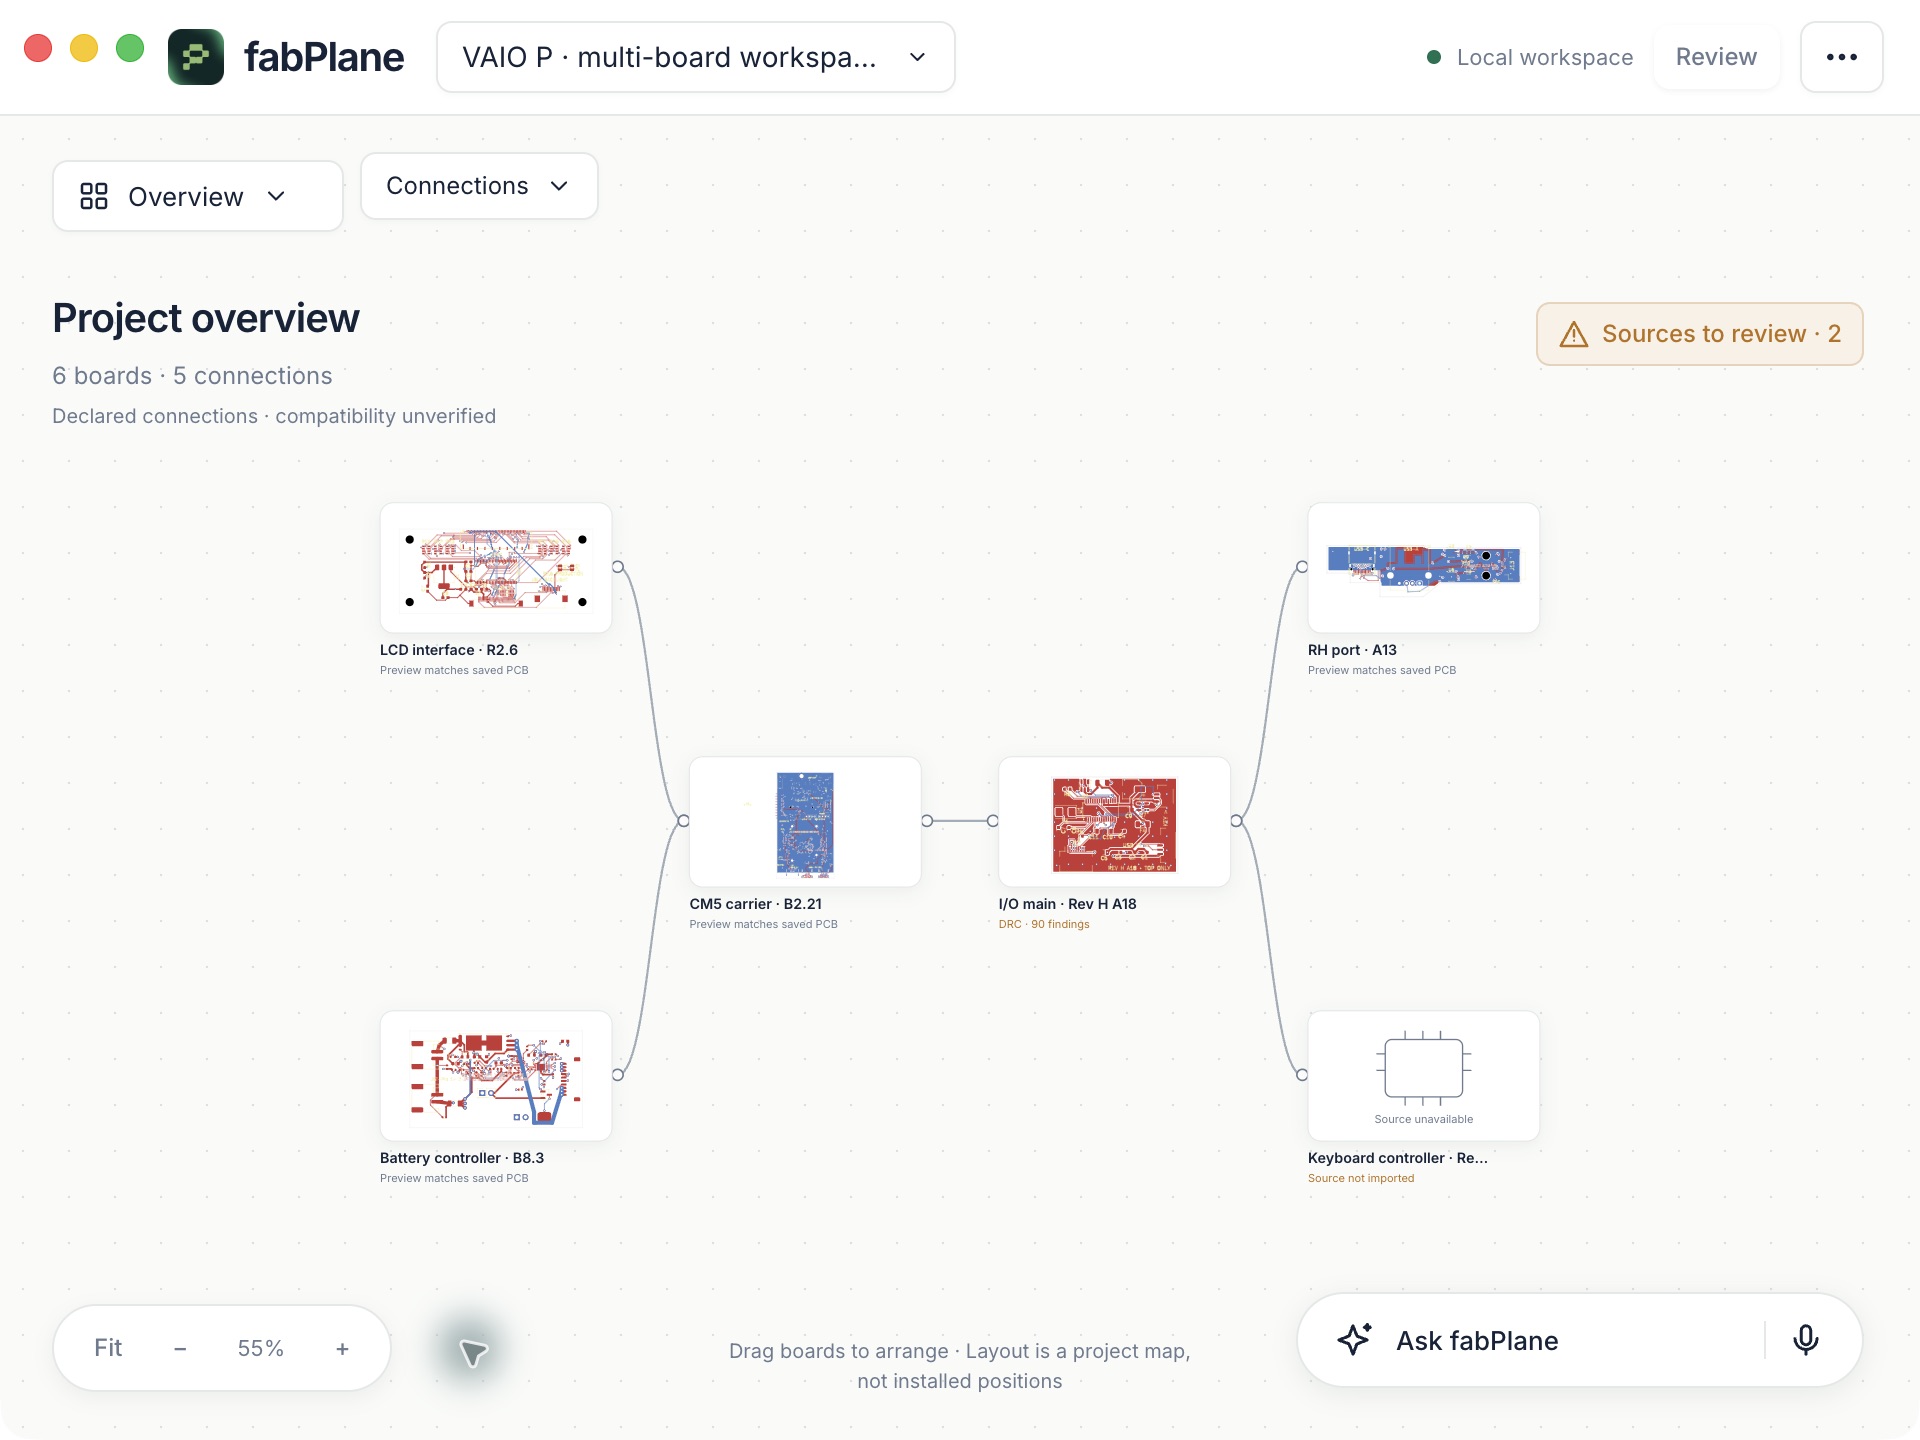 fabPlane
VAIO P · multi-board workspa...
Local workspace
Review
Overview
Connections
Project overview
6 boards · 5 connections
Declared connections · compatibility unverified
Sources to review · 2
LCD interface · R2.6
Preview matches saved PCB
RH port · A13
Preview matches saved PCB
CM5 carrier · B2.21
Preview matches saved PCB
REV H A18 • TOP ONLY
I/O main · Rev H A18
DRC · 90 findings
Battery controller · B8.3
Preview matches saved PCB
Source unavailable
Keyboard controller · Re...
Source not imported
Fit − 55% +
Drag boards to arrange · Layout is a project map,
not installed positions
Ask fabPlane